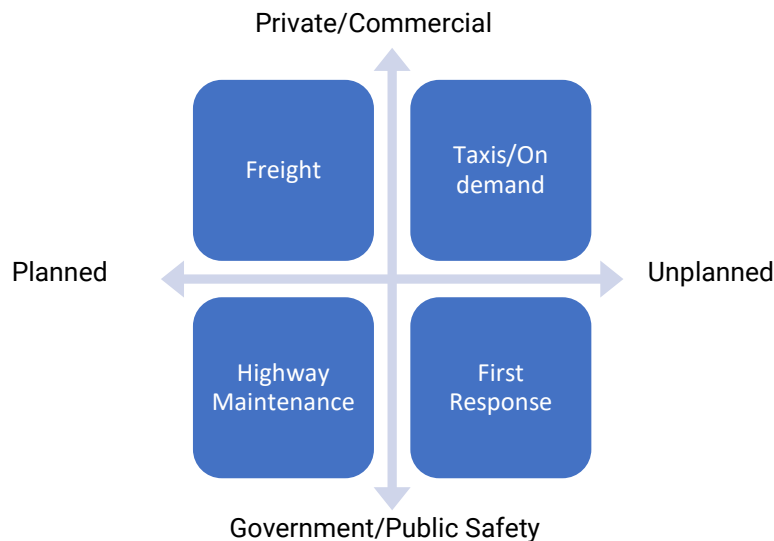 Private/Commercial
Freight
Taxis/On
demand
Planned
Unplanned
Highway
Maintenance
First
Response
Government/Public Safety